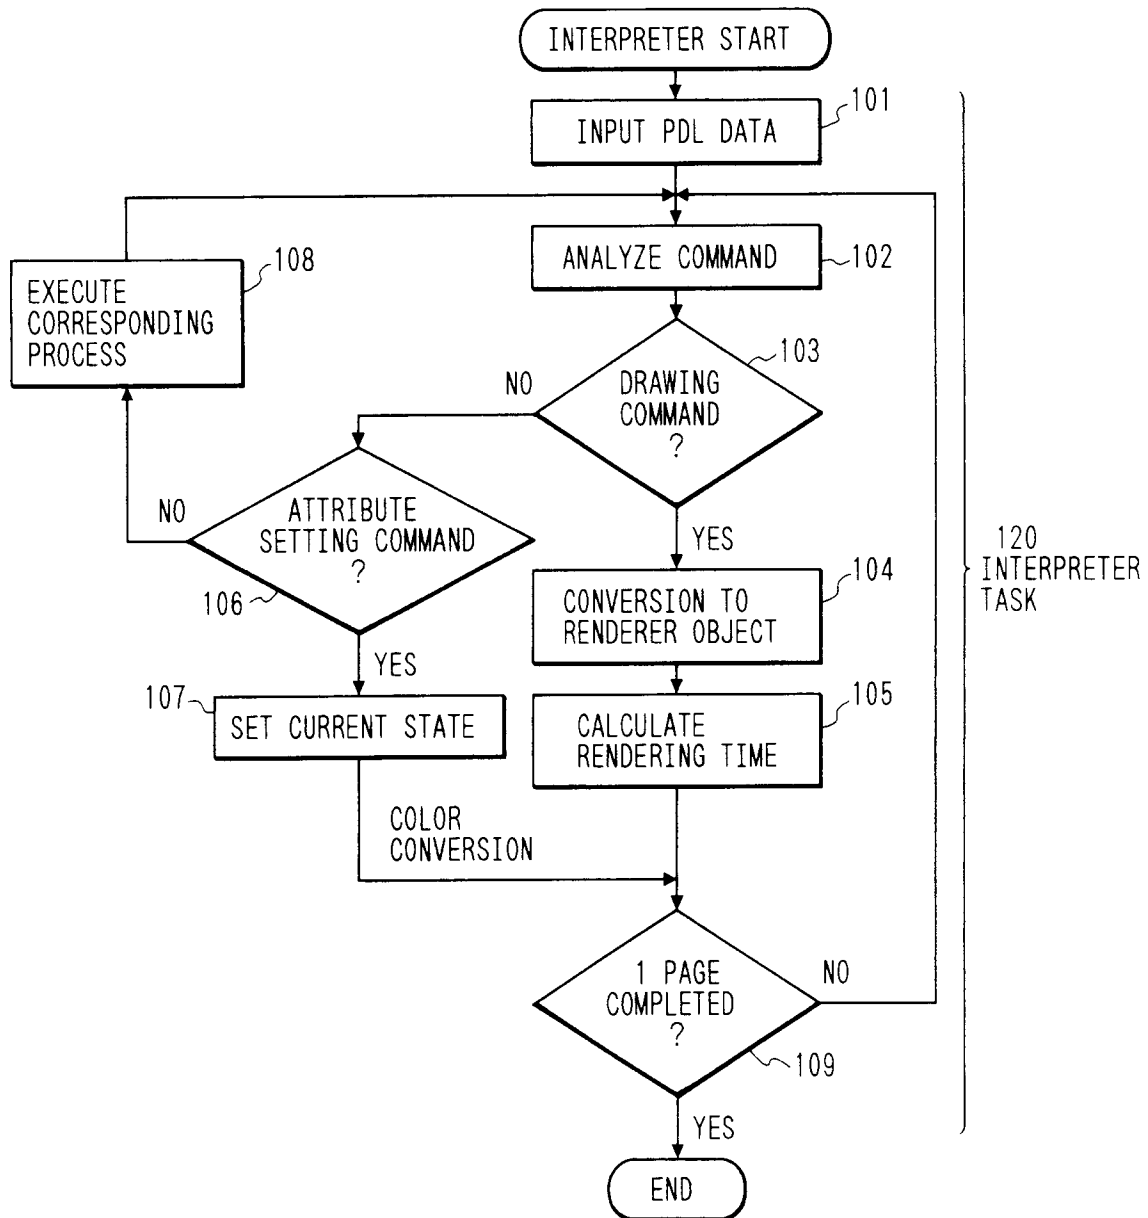 INTERPRETER START
101
INPUT PDL DATA
ANALYZE COMMAND
102
108
EXECUTE
CORRESPONDING
PROCESS
103
DRAWING
COMMAND
?
NO
ATTRIBUTE
SETTING COMMAND
?
NO
106
YES
YES
104
CONVERSION TO
RENDERER OBJECT
120
INTERPRETER
TASK
107
SET CURRENT STATE
105
CALCULATE
RENDERING TIME
COLOR
CONVERSION
1 PAGE
COMPLETED
?
NO
109
YES
END